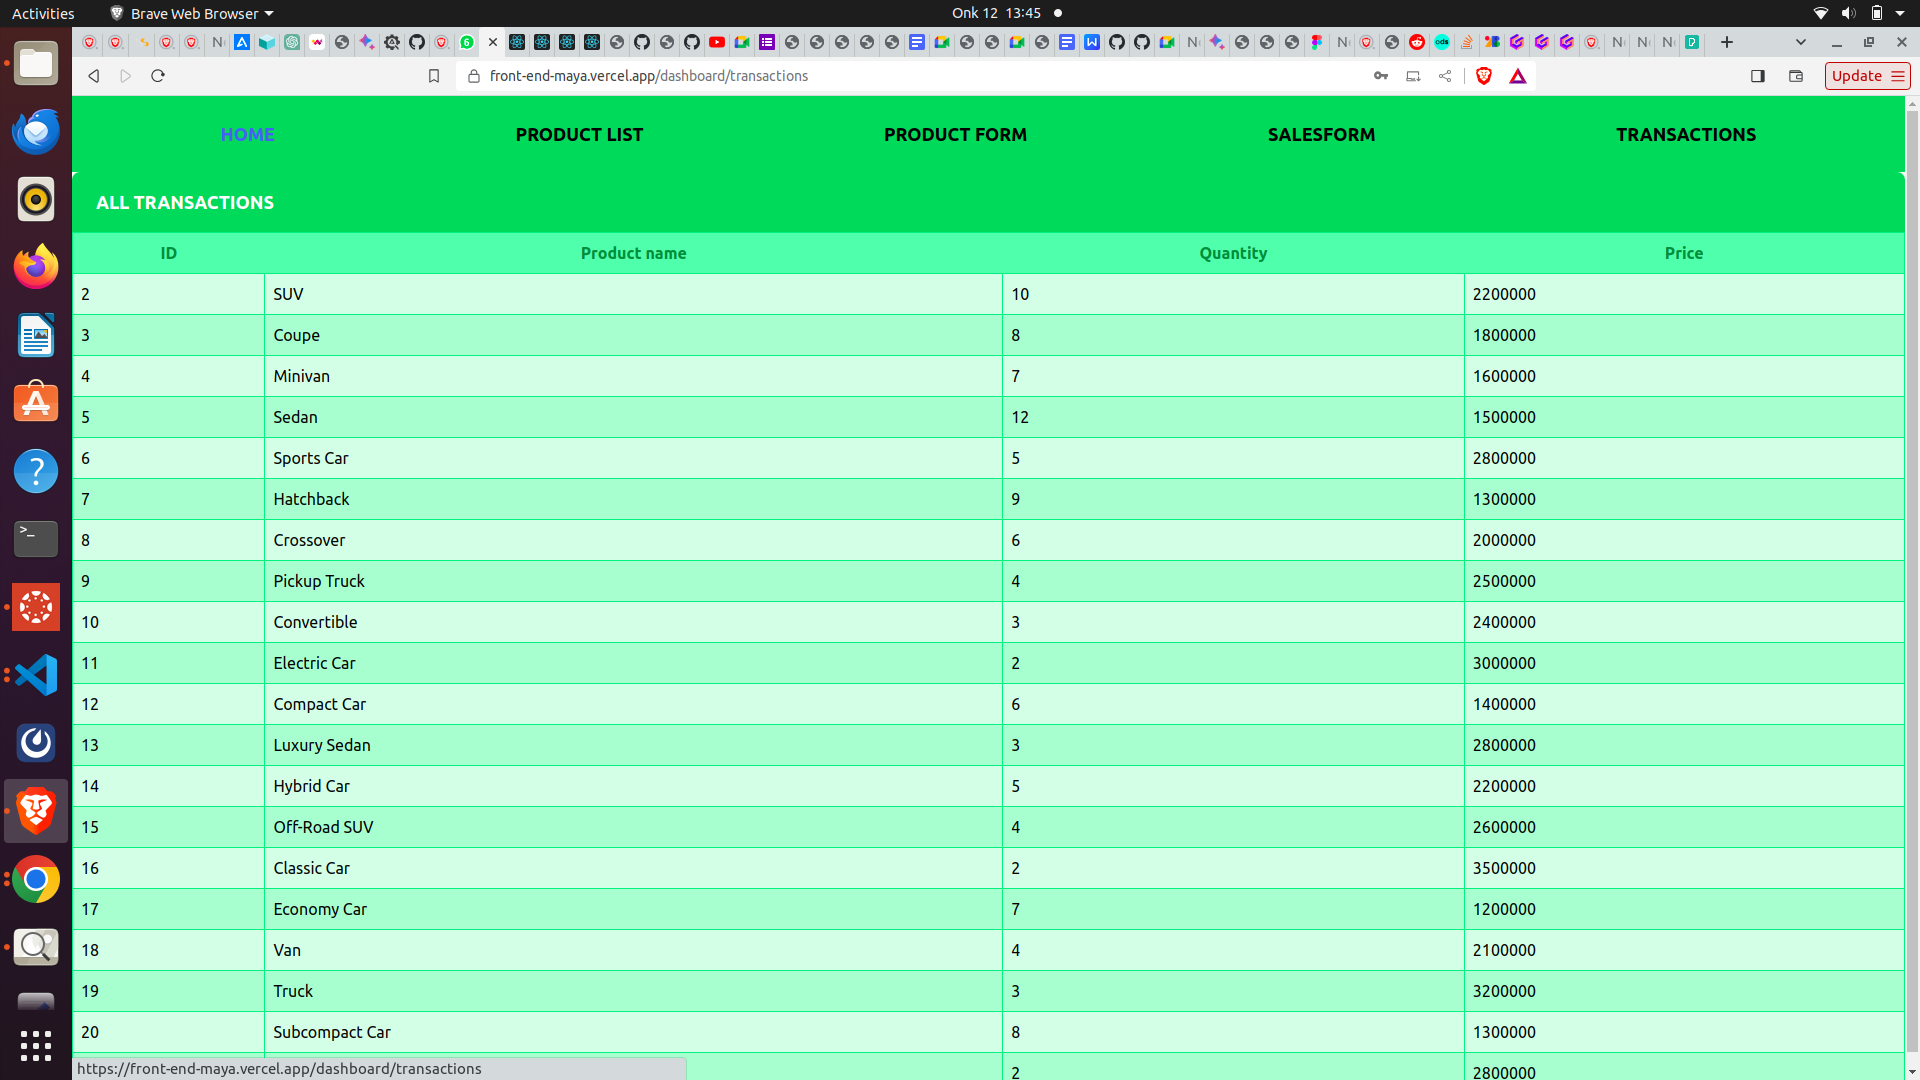 Activities
Brave Web Browser
Onk 12 13:45
front-end-maya.vercel.app/dashboard/transactions
Update
HOME PRODUCT LIST PRODUCT FORM SALESFORM TRANSACTIONS
ALL TRANSACTIONS
ID Product name Quantity Price
2 SUV 10 2200000
3 Coupe 8 1800000
4 Minivan 7 1600000
5 Sedan 12 1500000
6 Sports Car 5 2800000
7 Hatchback 9 1300000
8 Crossover 6 2000000
9 Pickup Truck 4 2500000
10 Convertible 3 2400000
11 Electric Car 2 3000000
12 Compact Car 6 1400000
13 Luxury Sedan 3 2800000
14 Hybrid Car 5 2200000
15 Off-Road SUV 4 2600000
16 Classic Car 2 3500000
17 Economy Car 7 1200000
18 Van 4 2100000
19 Truck 3 3200000
20 Subcompact Car 8 1300000
2 2800000
https://front-end-maya.vercel.app/dashboard/transactions